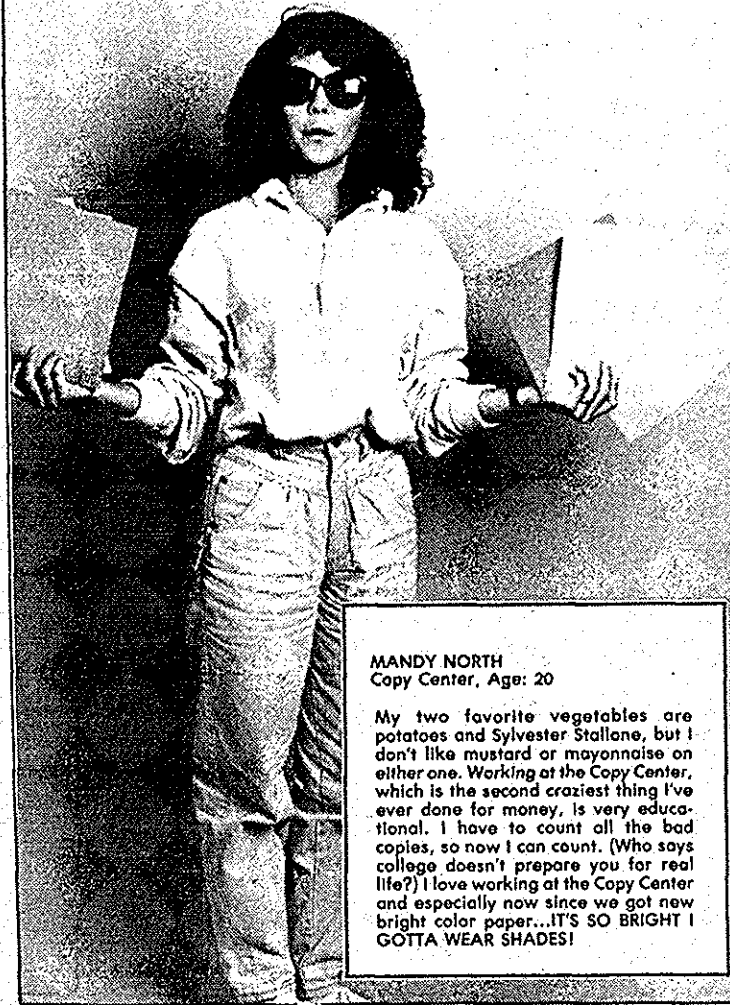 MANDY NORTH
Copy Center, Age: 20
My two favorite vegetables are
potatoes and Sylvester Stallone, but I
don't like mustard or mayonnaise on
either one. Working at the Copy Center,
which is the second craziest thing I've
ever done for money, is very educa-
tional. I have to count all the bad
copies, so now I can count. (Who says
college doesn't prepare you for real
life?) I love working at the Copy Center
and especially now since we got new
bright color paper...IT'S SO BRIGHT I
GOTTA WEAR SHADES!